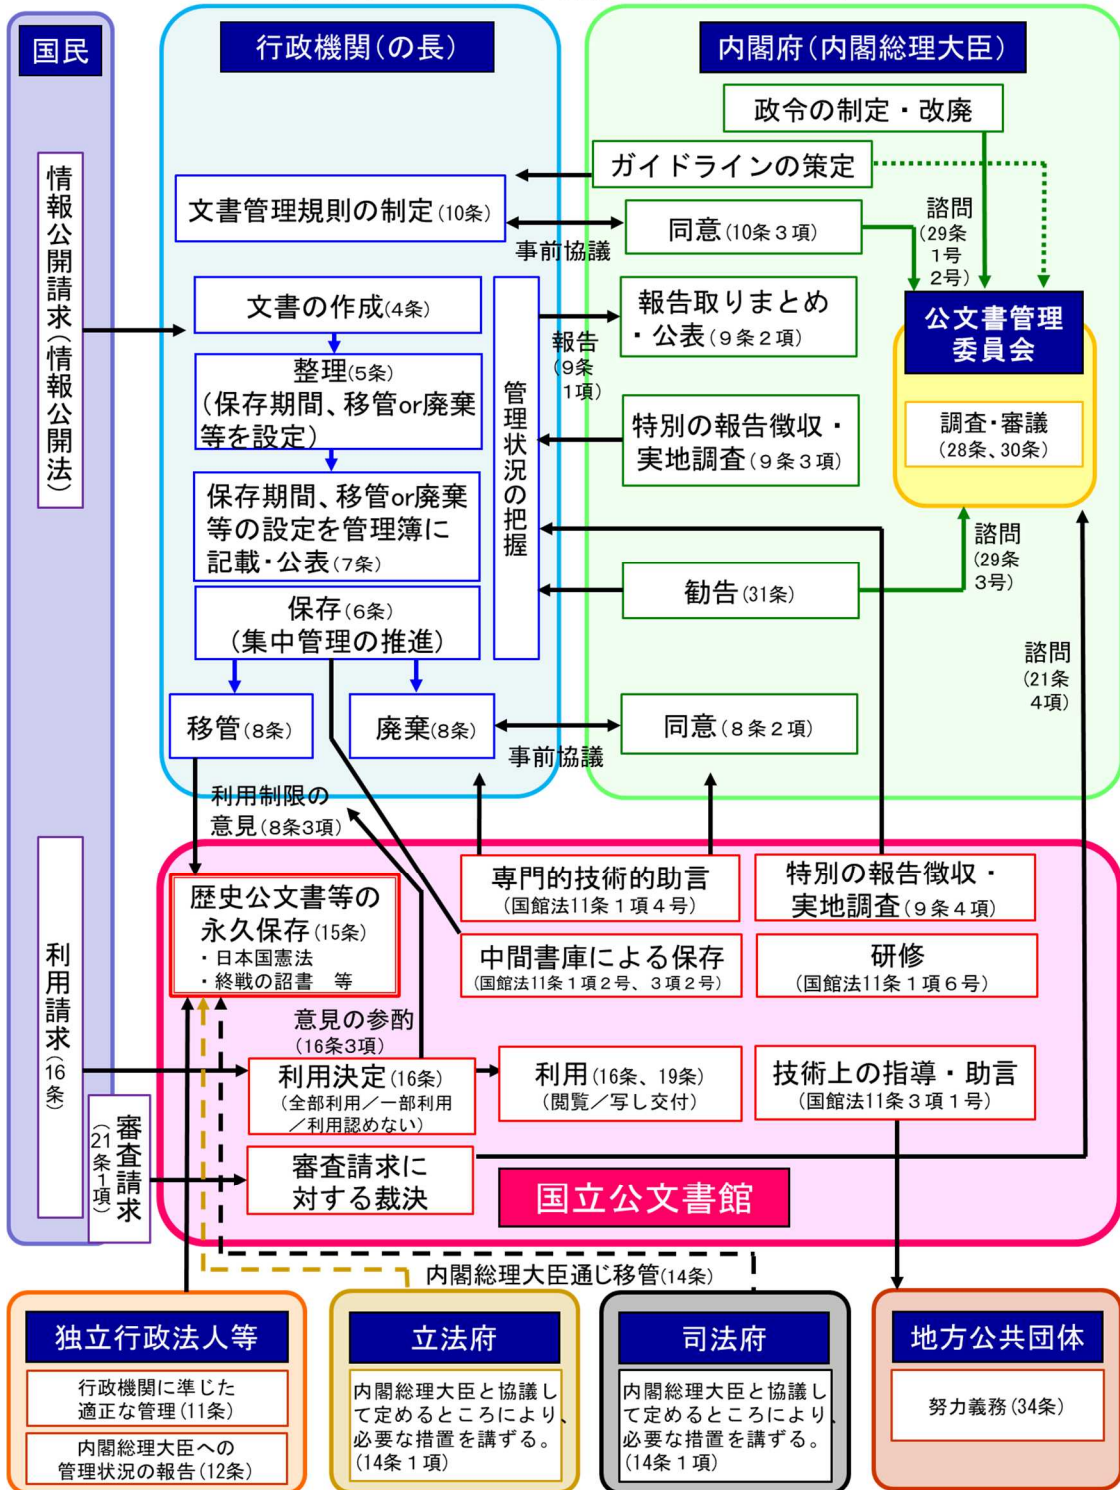 国民
情報公開請求(情報公開法)
利用請求(16条)
審査請求(21条1項)
行政機関(の長)
文書管理規則の制定(10条)
文書の作成(4条)
整理(5条)
(保存期間、移管or廃棄
等を設定)
保存期間、移管or廃棄
等の設定を管理簿に
記載・公表(7条)
保存(6条)
(集中管理の推進)
移管(8条)
廃棄(8条)
管理状況の把握
事前協議
報告
(9条
1項)
事前協議
内閣府(内閣総理大臣)
政令の制定・改廃
ガイドラインの策定
同意(10条3項)
報告取りまとめ
・公表(9条2項)
特別の報告徴収・
実地調査(9条3項)
勧告(31条)
同意(8条2項)
諮問
(29条
1号
2号)
公文書管理
委員会
調査・審議
(28条、30条)
諮問
(29条
3号)
諮問
(21条
4項)
利用制限の
意見(8条3項)
歴史公文書等の
永久保存(15条)
・日本国憲法
・終戦の詔書 等
専門的技術的助言
(国館法11条1項4号)
特別の報告徴収・
実地調査(9条4項)
中間書庫による保存
(国館法11条1項2号、3項2号)
研修
(国館法11条1項6号)
意見の参酌
(16条3項)
利用決定(16条)
(全部利用/一部利用
/利用認めない)
利用(16条、19条)
(閲覧/写し交付)
技術上の指導・助言
(国館法11条3項1号)
審査請求に
対する裁決
国立公文書館
内閣総理大臣通じ移管(14条)
独立行政法人等
行政機関に準じた
適正な管理(11条)
内閣総理大臣への
管理状況の報告(12条)
立法府
内閣総理大臣と協議し
て定めるところにより、
必要な措置を講ずる。
(14条1項)
司法府
内閣総理大臣と協議し
て定めるところにより、
必要な措置を講ずる。
(14条1項)
地方公共団体
努力義務(34条)